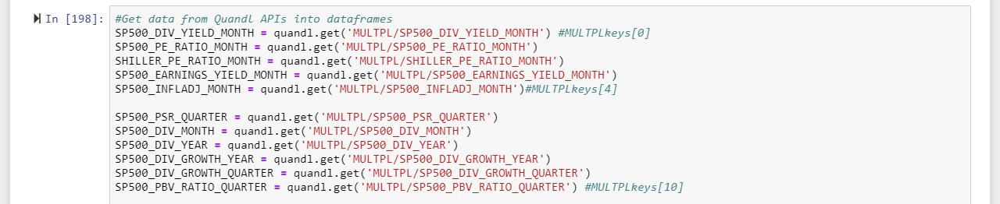 In [198]: #Get data from Quandl APIs into dataframes
SP500_DIV_YIELD_MONTH = quandl.get('MULTPL/SP500_DIV_YIELD_MONTH') #MULTPLkeys[0]
SP500_PE_RATIO_MONTH = quandl.get('MULTPL/SP500_PE_RATIO_MONTH')
SHILLER_PE_RATIO_MONTH = quandl.get('MULTPL/SHILLER_PE_RATIO_MONTH')
SP500_EARNINGS_YIELD_MONTH = quandl.get('MULTPL/SP500_EARNINGS_YIELD_MONTH')
SP500_INFLADJ_MONTH = quandl.get('MULTPL/SP500_INFLADJ_MONTH')#MULTPLkeys[4]
SP500_PSR_QUARTER = quandl.get('MULTPL/SP500_PSR_QUARTER')
SP500_DIV_MONTH = quandl.get('MULTPL/SP500_DIV_MONTH')
SP500_DIV_YEAR = quandl.get('MULTPL/SP500_DIV_YEAR')
SP500_DIV_GROWTH_YEAR = quandl.get('MULTPL/SP500_DIV_GROWTH_YEAR')
SP500_DIV_GROWTH_QUARTER = quandl.get('MULTPL/SP500_DIV_GROWTH_QUARTER')
SP500_PBV_RATIO_QUARTER = quandl.get('MULTPL/SP500_PBV_RATIO_QUARTER') #MULTPLkeys[10]